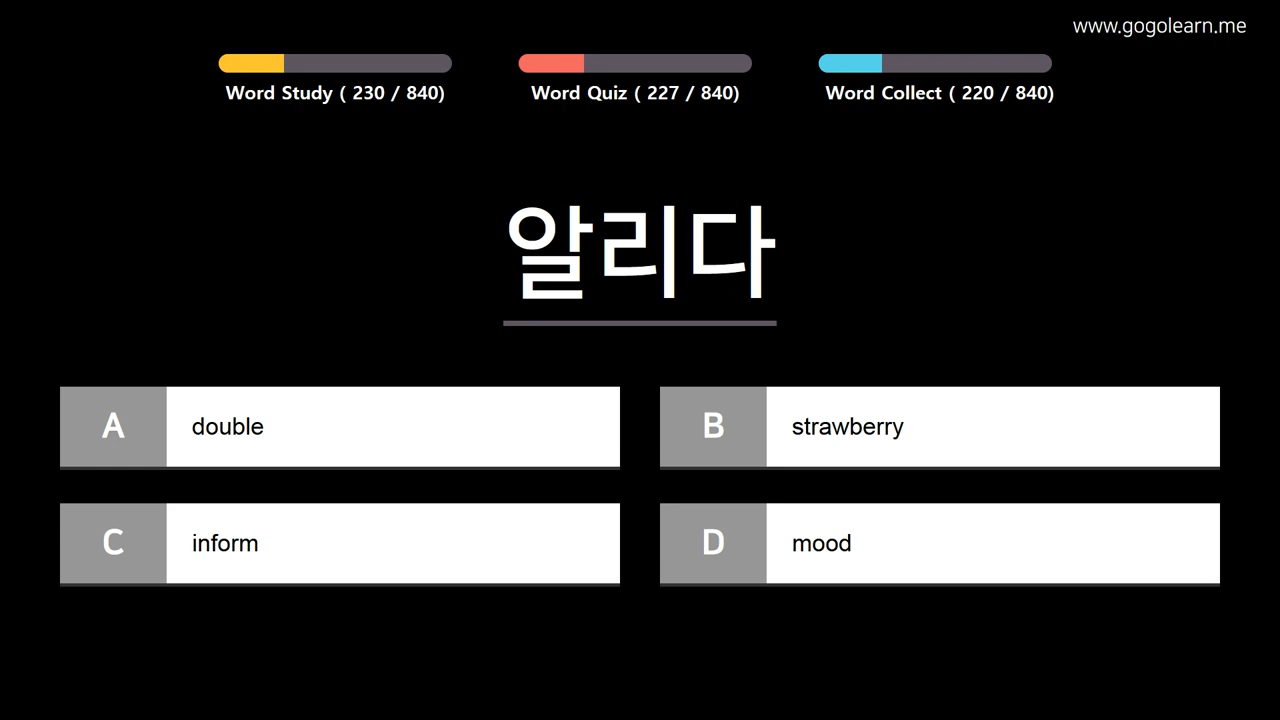 www.gogolearn.me
Word Study ( 230 / 840)
Word Quiz ( 227 / 840)
Word Collect ( 220 / 840)
알리다
A double
B strawberry
C inform
D mood